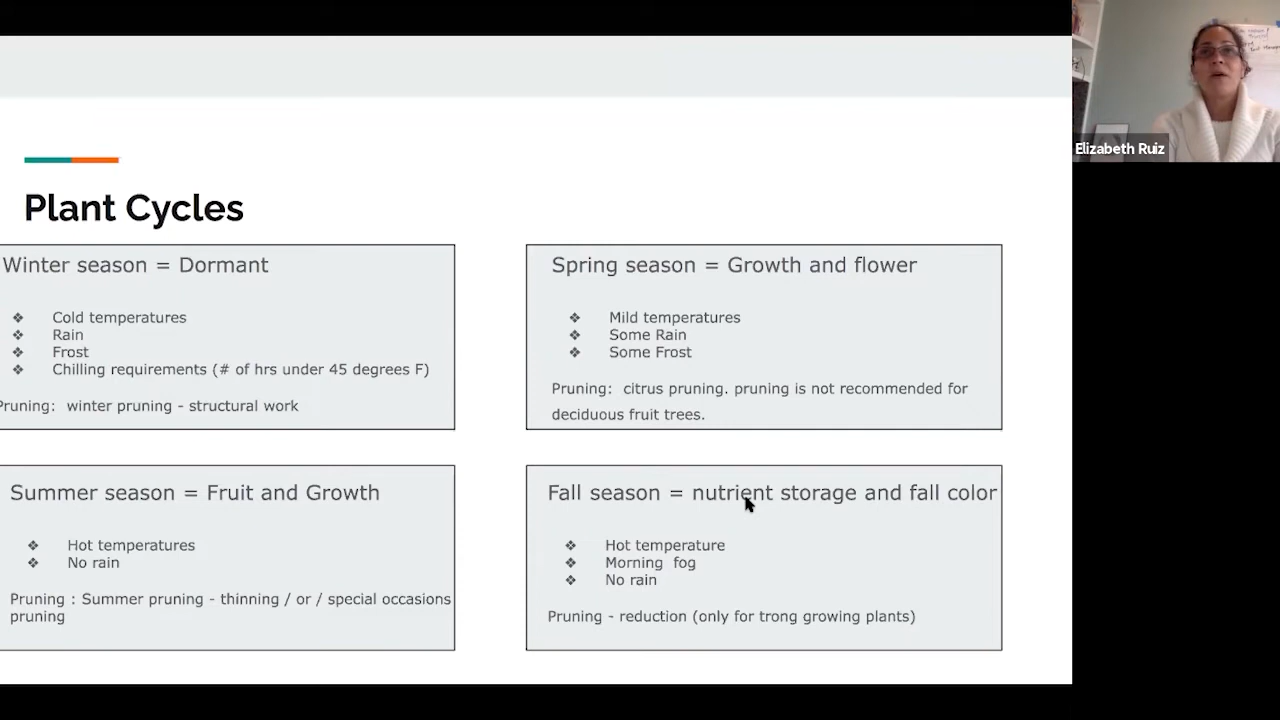 Elizabeth Ruiz
Plant Cycles
Winter season = Dormant
❖ Cold temperatures
❖ Rain
❖ Frost
❖ Chilling requirements (# of hrs under 45 degrees F)
Pruning: winter pruning - structural work
Spring season = Growth and flower
❖ Mild temperatures
❖ Some Rain
❖ Some Frost
Pruning: citrus pruning. pruning is not recommended for
deciduous fruit trees.
Summer season = Fruit and Growth
❖ Hot temperatures
❖ No rain
Pruning : Summer pruning - thinning / or / special occasions
pruning
Fall season = nutrient storage and fall color
❖ Hot temperature
❖ Morning fog
❖ No rain
Pruning - reduction (only for trong growing plants)